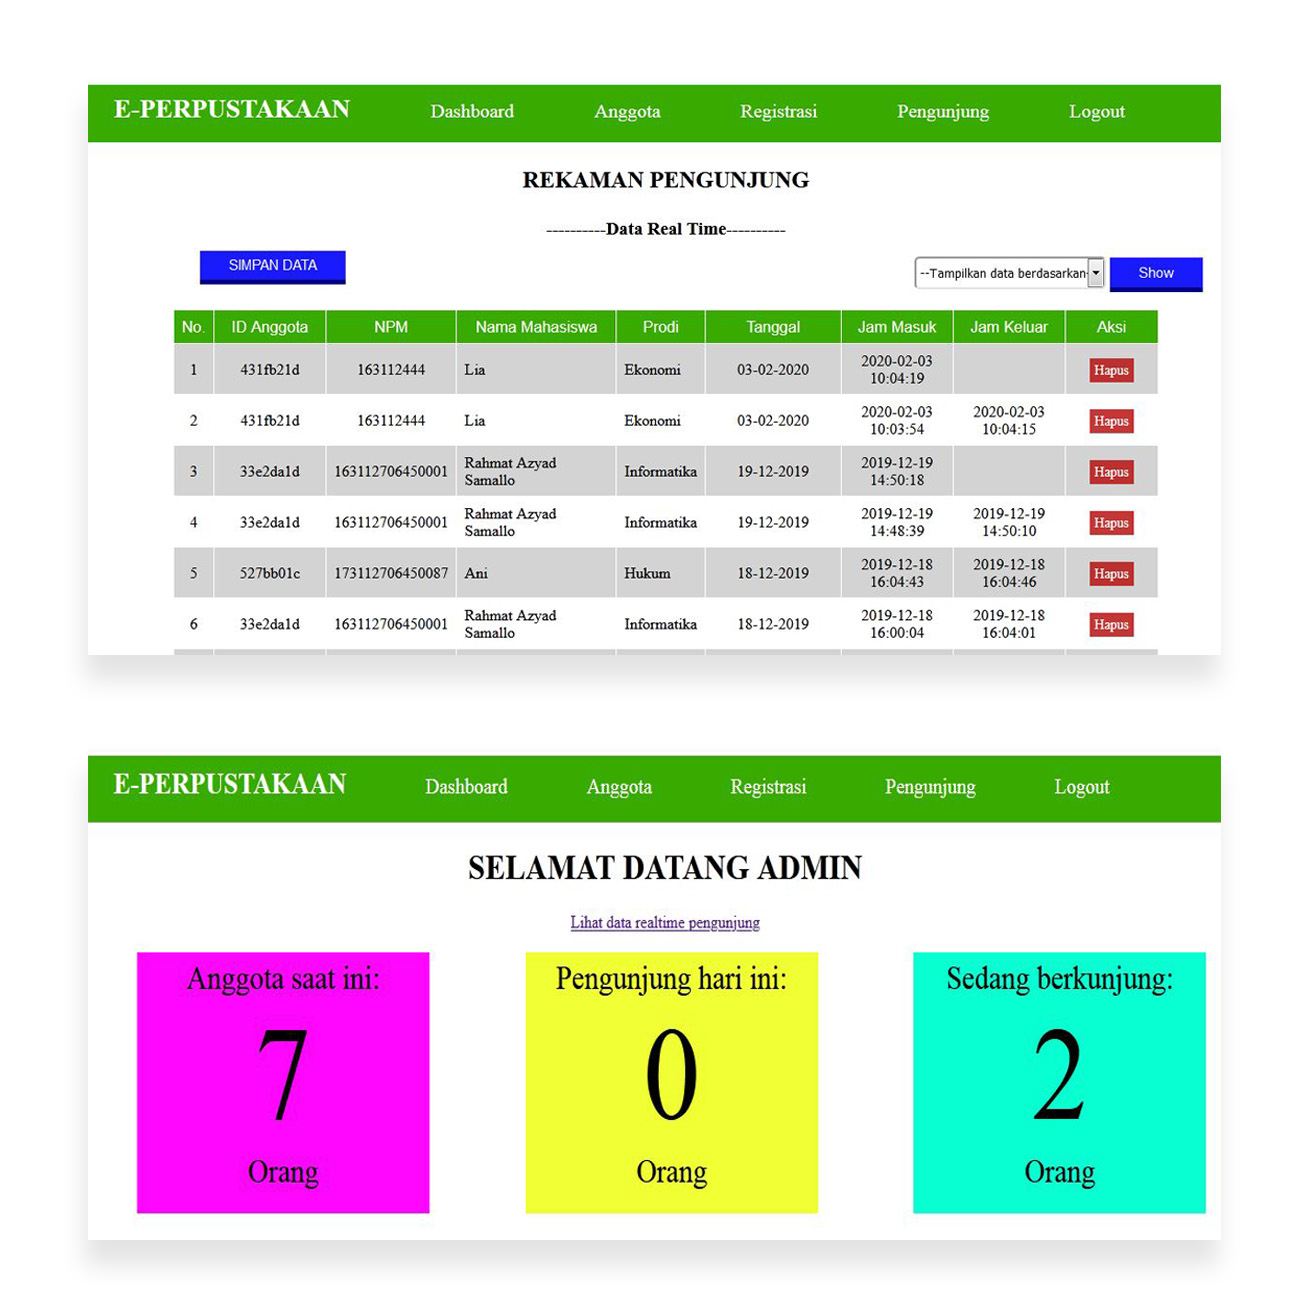 E-PERPUSTAKAAN Dashboard Anggota Registrasi Pengunjung Logout
REKAMAN PENGUNJUNG
----------Data Real Time----------
SIMPAN DATA --Tampilkan data berdasarkan- Show
No. ID Anggota NPM Nama Mahasiswa Prodi Tanggal Jam Masuk Jam Keluar Aksi
1 431fb21d 163112444 Lia Ekonomi 03-02-2020 2020-02-03 10:04:19 Hapus
2 431fb21d 163112444 Lia Ekonomi 03-02-2020 2020-02-03 10:03:54 2020-02-03 10:04:15 Hapus
3 33e2da1d 163112706450001 Rahmat Azyad Samallo Informatika 19-12-2019 2019-12-19 14:50:18 Hapus
4 33e2da1d 163112706450001 Rahmat Azyad Samallo Informatika 19-12-2019 2019-12-19 14:48:39 2019-12-19 14:50:10 Hapus
5 527bb01c 173112706450087 Ani Hukum 18-12-2019 2019-12-18 16:04:43 2019-12-18 16:04:46 Hapus
6 33e2da1d 163112706450001 Rahmat Azyad Samallo Informatika 18-12-2019 2019-12-18 16:00:04 2019-12-18 16:04:01 Hapus
E-PERPUSTAKAAN Dashboard Anggota Registrasi Pengunjung Logout
SELAMAT DATANG ADMIN
Lihat data realtime pengunjung
Anggota saat ini:
7
Orang
Pengunjung hari ini:
0
Orang
Sedang berkunjung:
2
Orang